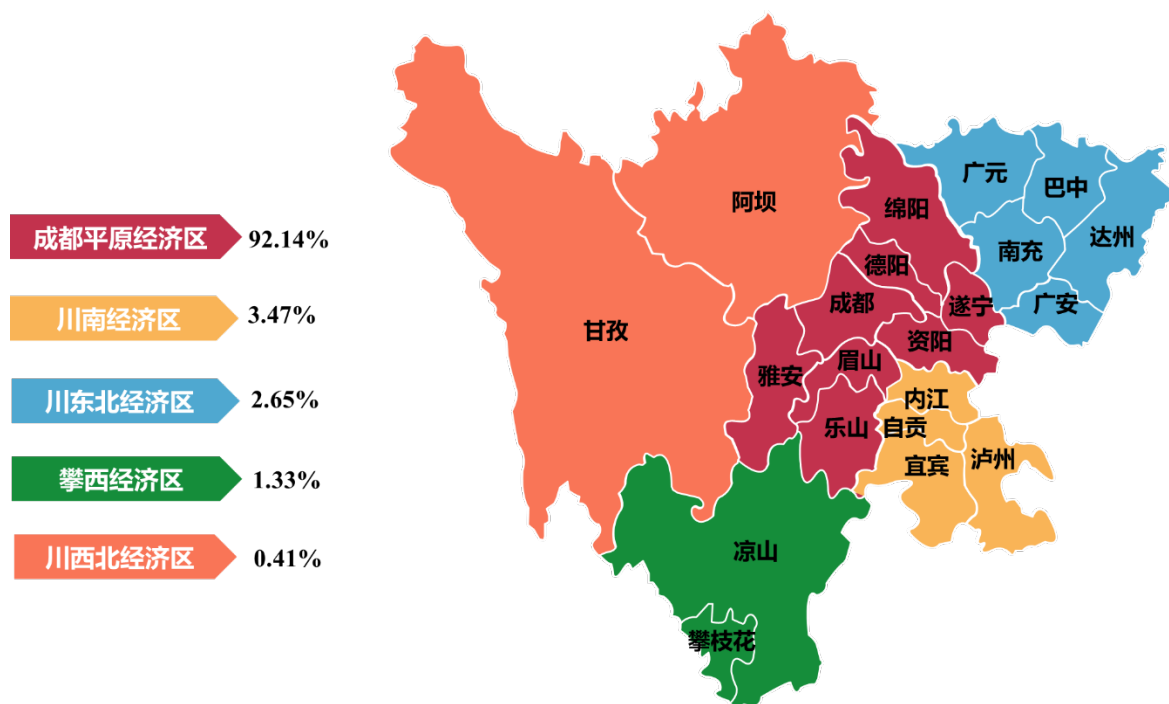 成都平原经济区 92.14%
川南经济区 3.47%
川东北经济区 2.65%
攀西经济区 1.33%
川西北经济区 0.41%
阿坝
甘孜
绵阳
德阳
成都
遂宁
资阳
眉山
雅安
乐山
广元
巴中
达州
南充
广安
内江
自贡
宜宾
泸州
凉山
攀枝花